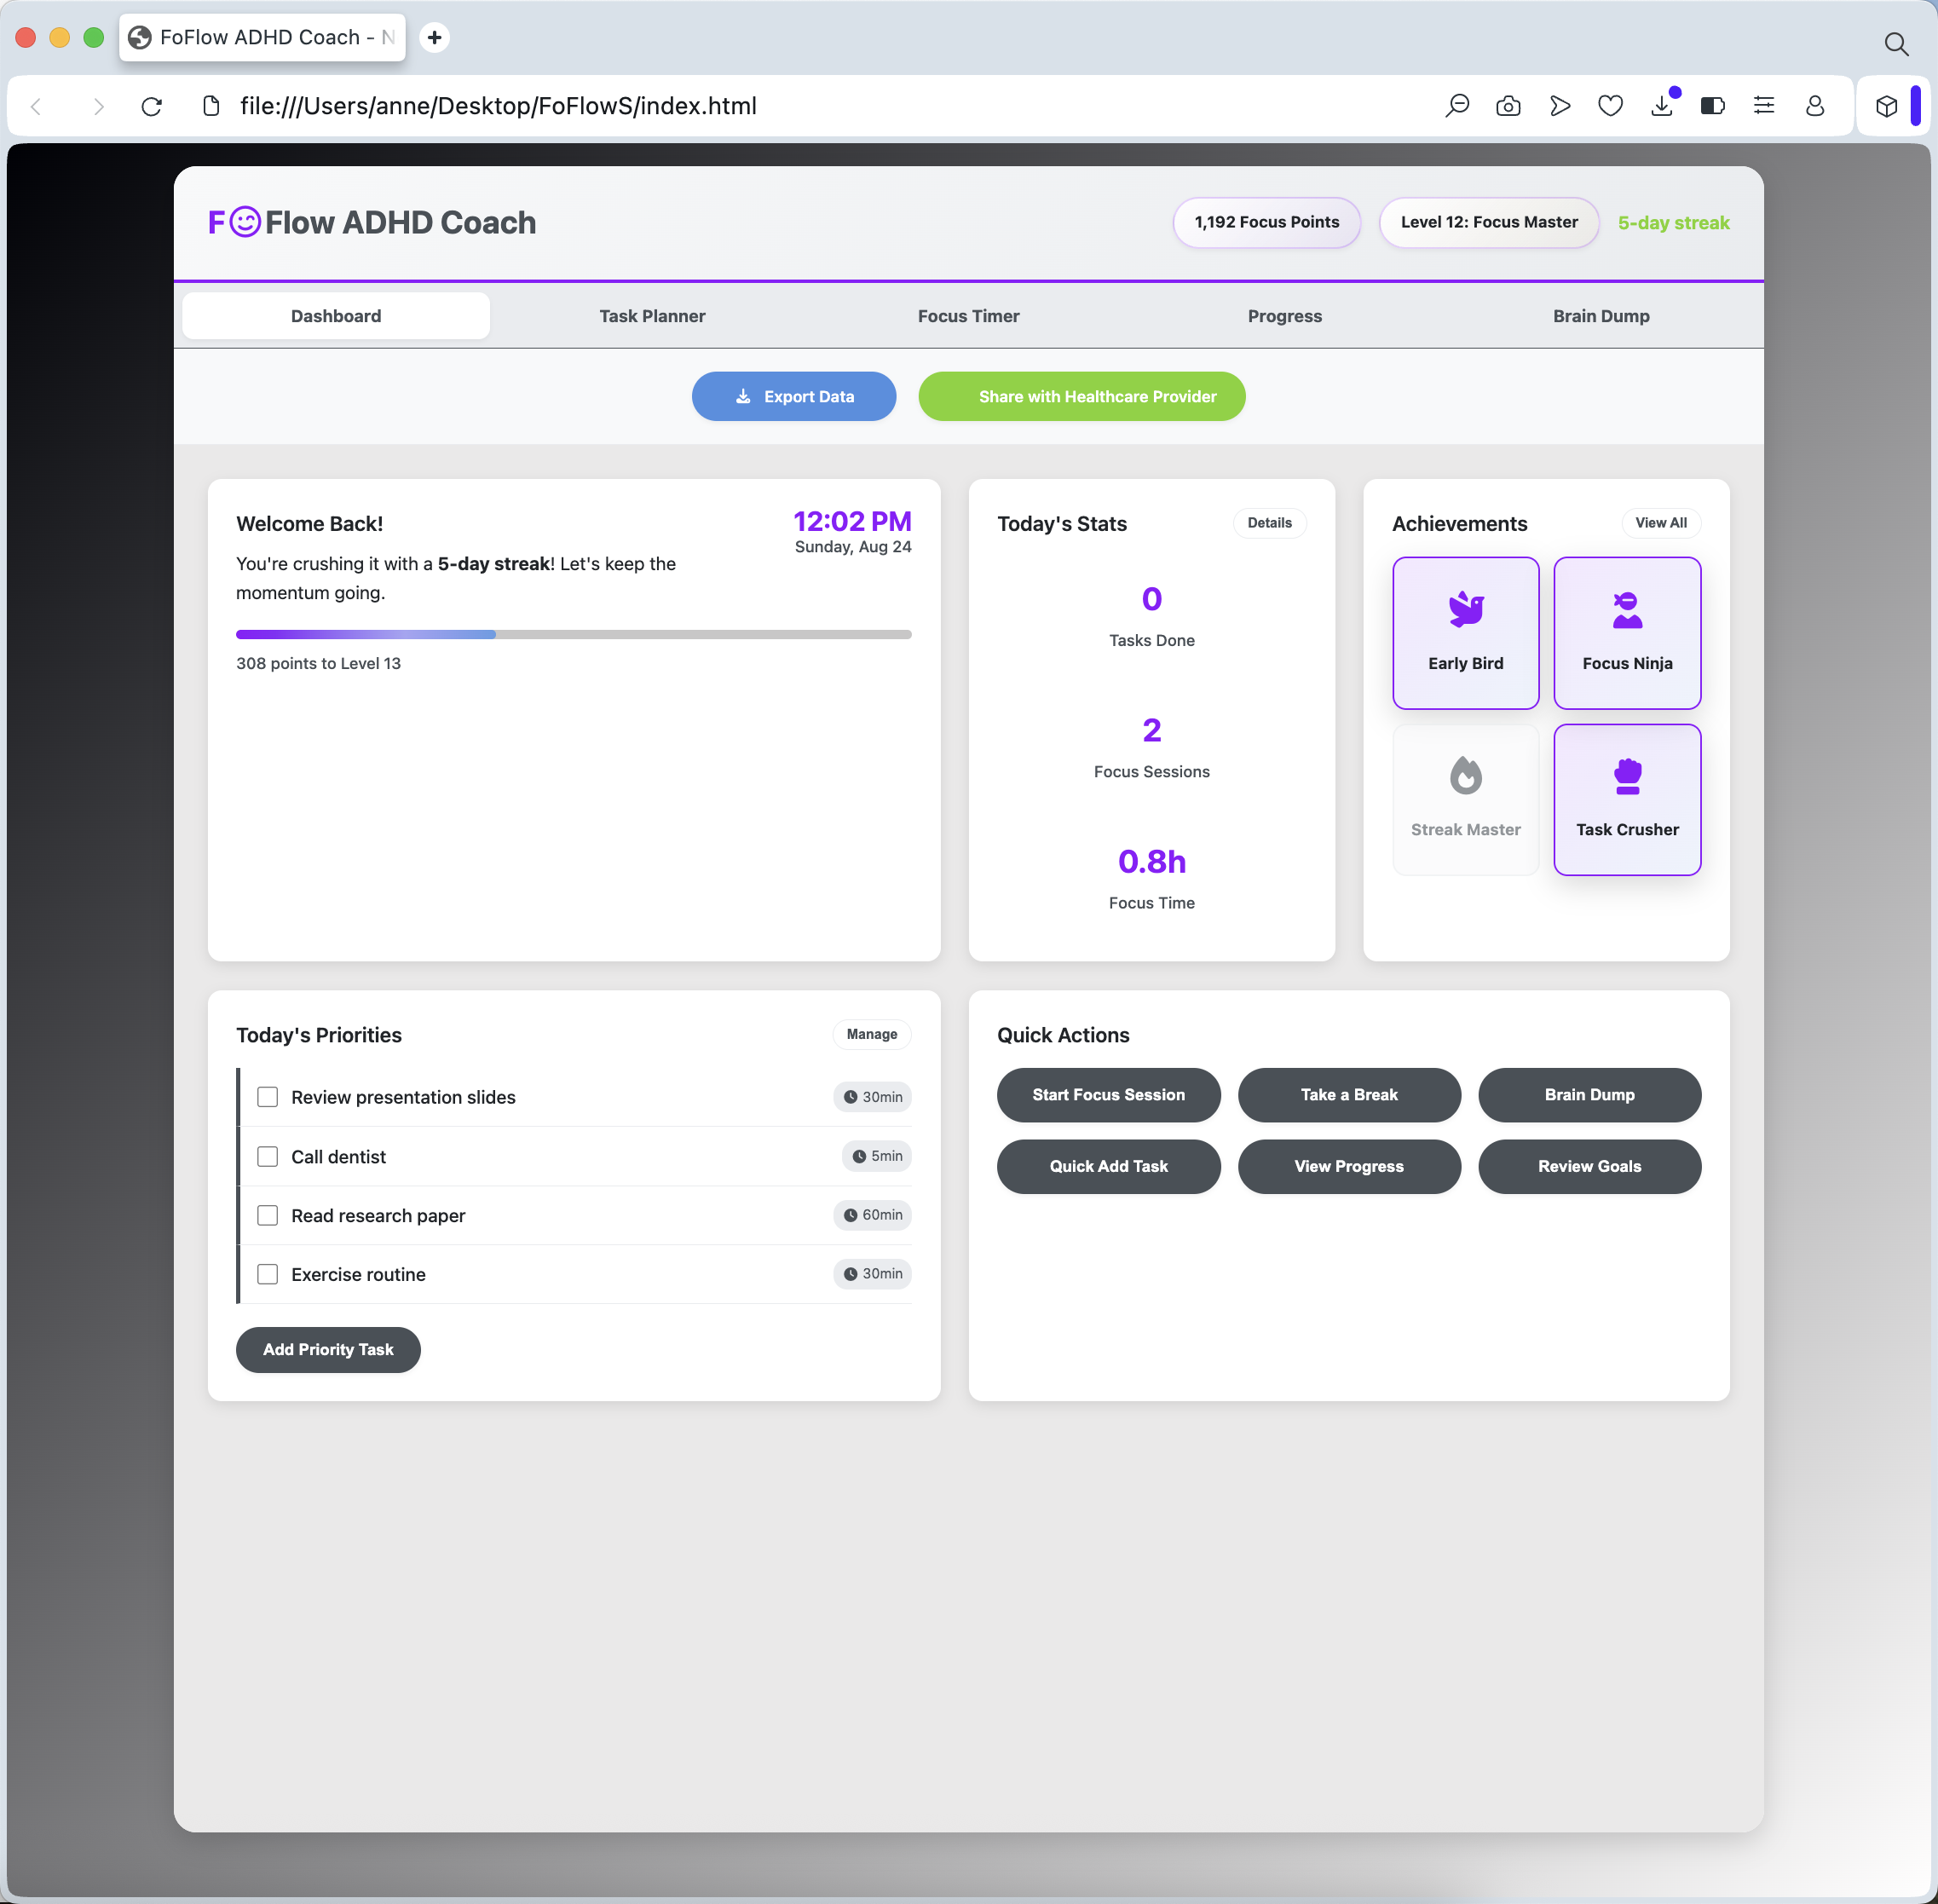 FoFlow ADHD Coach - N
file:///Users/anne/Desktop/FoFlowS/index.html
F Flow ADHD Coach
1,192 Focus Points
Level 12: Focus Master
5-day streak
Dashboard
Task Planner
Focus Timer
Progress
Brain Dump
Export Data
Share with Healthcare Provider
Welcome Back!
12:02 PM
Sunday, Aug 24
You're crushing it with a 5-day streak! Let's keep the
momentum going.
308 points to Level 13
Today's Stats
Details
0
Tasks Done
2
Focus Sessions
0.8h
Focus Time
Achievements
View All
Early Bird
Focus Ninja
Streak Master
Task Crusher
Today's Priorities
Manage
Review presentation slides
30min
Call dentist
5min
Read research paper
60min
Exercise routine
30min
Add Priority Task
Quick Actions
Start Focus Session
Take a Break
Brain Dump
Quick Add Task
View Progress
Review Goals